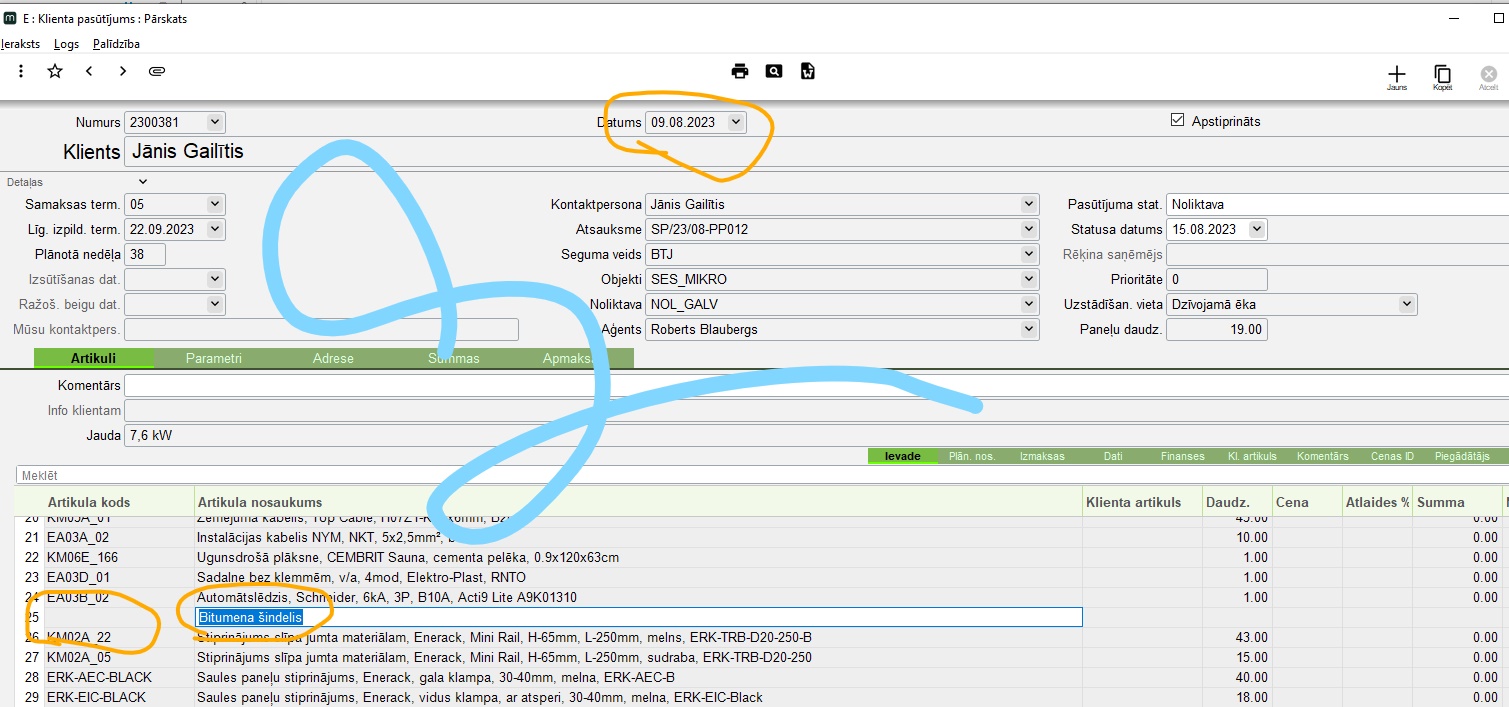 E : Klienta pasūtījums : Pārskats
Ieraksts Logs Palīdzība
Jauns Kopēt Atcelt
Numurs 2300381 Datums 09.08.2023 Apstiprināts
Klients Jānis Gailītis
Detaļas
Samaksas term. 05 Kontaktpersona Jānis Gailītis Pasūtījuma stat. Noliktava
Līg. izpild. term. 22.09.2023 Atsauksme SP/23/08-PP012 Statusa datums 15.08.2023
Plānotā nedēļa 38 Seguma veids BTJ Rēķina saņēmējs
Izsūtīšanas dat. Objekti SES_MIKRO Prioritāte 0
Ražoš. beigu dat. Noliktava NOL_GALV Uzstādīšan. vieta Dzīvojamā ēka
Mūsu kontaktpers. Aģents Roberts Blaubergs Paneļu daudz. 19.00
Artikuli Parametri Adrese Summas Apmaksa
Komentārs
Info klientam
Jauda 7,6 kW
Ievade Plān. nos. Izmaksas Dati Finanses Kl. artikuls Komentārs Cenas ID Piegādātājs
Meklēt
Artikula kods Artikula nosaukums Klienta artikuls Daudz. Cena Atlaides % Summa
20 KM05A_01 Zemējuma kabelis, Top Cable, 45.00 0.00
21 EA03A_02 Instalācijas kabelis NYM, NKT, 5x2,5mm², 10.00 0.00
22 KM06E_166 Ugunsdrošā plāksne, CEMBRIT Sauna, cementa pelēka, 0.9x120x63cm 1.00 0.00
23 EA03D_01 Sadalne bez klemmēm, v/a, 4mod, Elektro-Plast, RNTO 1.00 0.00
24 EA03B_02 Automātslēdzis, Schneider, 6kA, 3P, B10A, Acti9 Lite A9K01310 1.00 0.00
25 Bitumena šindelis
26 KM02A_22 Stiprinājums slīpa jumta materiālam, Enerack, Mini Rail, H-65mm, L-250mm, melns, ERK-TRB-D20-250-B 43.00 0.00
27 KM02A_05 Stiprinājums slīpa jumta materiālam, Enerack, Mini Rail, H-65mm, L-250mm, sudraba, ERK-TRB-D20-250 15.00 0.00
28 ERK-AEC-BLACK Saules paneļu stiprinājums, Enerack, gala klampa, 30-40mm, melna, ERK-AEC-B 40.00 0.00
29 ERK-EIC-BLACK Saules paneļu stiprinājums, Enerack, vidus klampa, ar atsperi, 30-40mm, melna, ERK-EIC-Black 18.00 0.00